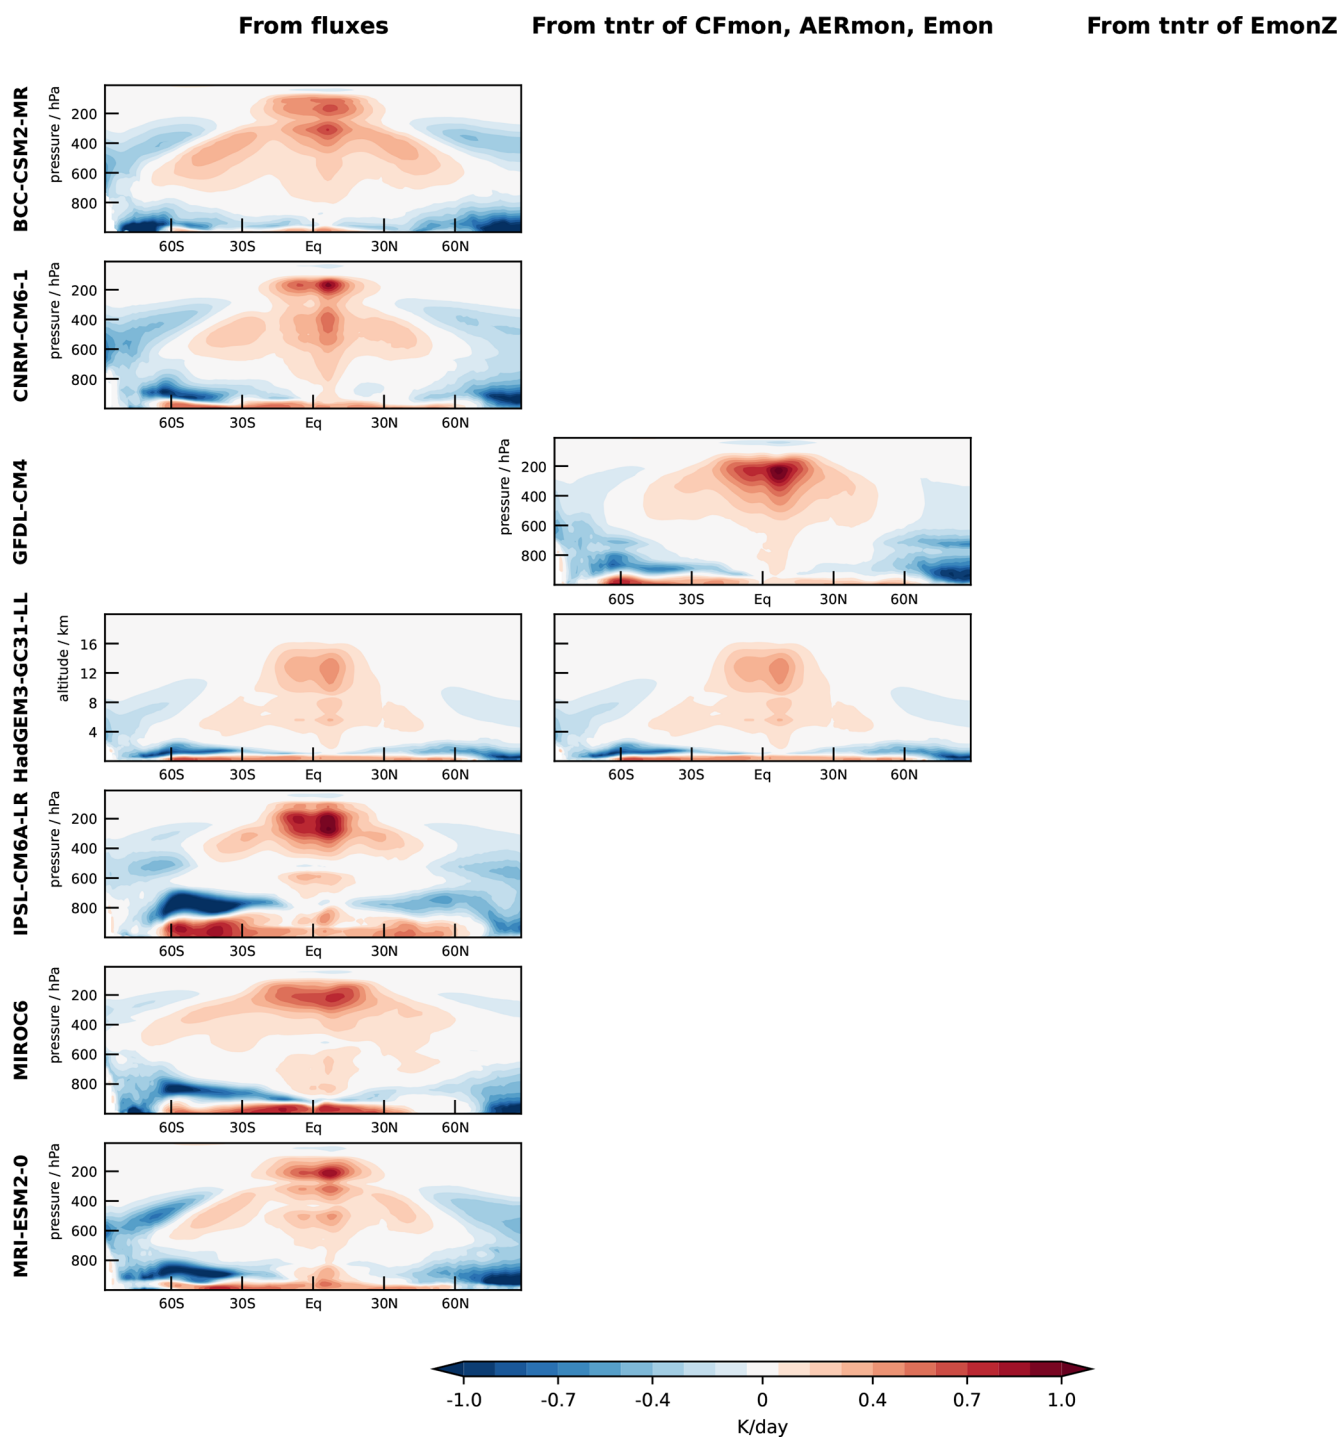 From fluxes
From tntr of CFmon, AERmon, Emon
From tntr of EmonZ
BCC-CSM2-MR
pressure / hPa
200
400
600
800
60S 30S Eq 30N 60N
CNRM-CM6-1
pressure / hPa
200
400
600
800
60S 30S Eq 30N 60N
GFDL-CM4
pressure / hPa
200
400
600
800
60S 30S Eq 30N 60N
HadGEM3-GC31-LL
altitude / km
16
12
8
4
60S 30S Eq 30N 60N
60S 30S Eq 30N 60N
IPSL-CM6A-LR
pressure / hPa
200
400
600
800
60S 30S Eq 30N 60N
MIROC6
pressure / hPa
200
400
600
800
60S 30S Eq 30N 60N
MRI-ESM2-0
pressure / hPa
200
400
600
800
60S 30S Eq 30N 60N
-1.0 -0.7 -0.4 0 0.4 0.7 1.0
K/day